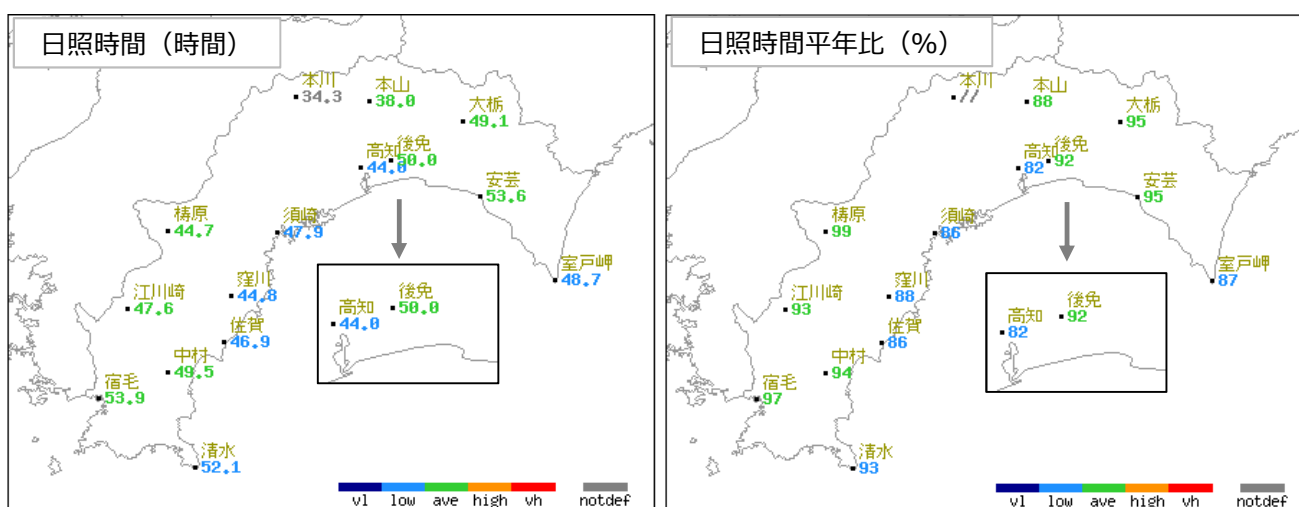 日照時間（時間）
本川
34.3
本山
38.0
大栃
49.1
高知
44.0
後免
50.0
安芸
53.6
梼原
44.7
須崎
47.9
室戸岬
48.7
窪川
44.8
江川崎
47.6
佐賀
46.9
中村
49.5
宿毛
53.9
清水
52.1
高知
44.0
後免
50.0
vl low ave high vh notdef
日照時間平年比（%）
本川
//
本山
88
大栃
95
高知
82
後免
92
安芸
95
梼原
99
須崎
86
室戸岬
87
窪川
88
江川崎
93
佐賀
86
中村
94
宿毛
97
清水
93
高知
82
後免
92
vl low ave high vh notdef